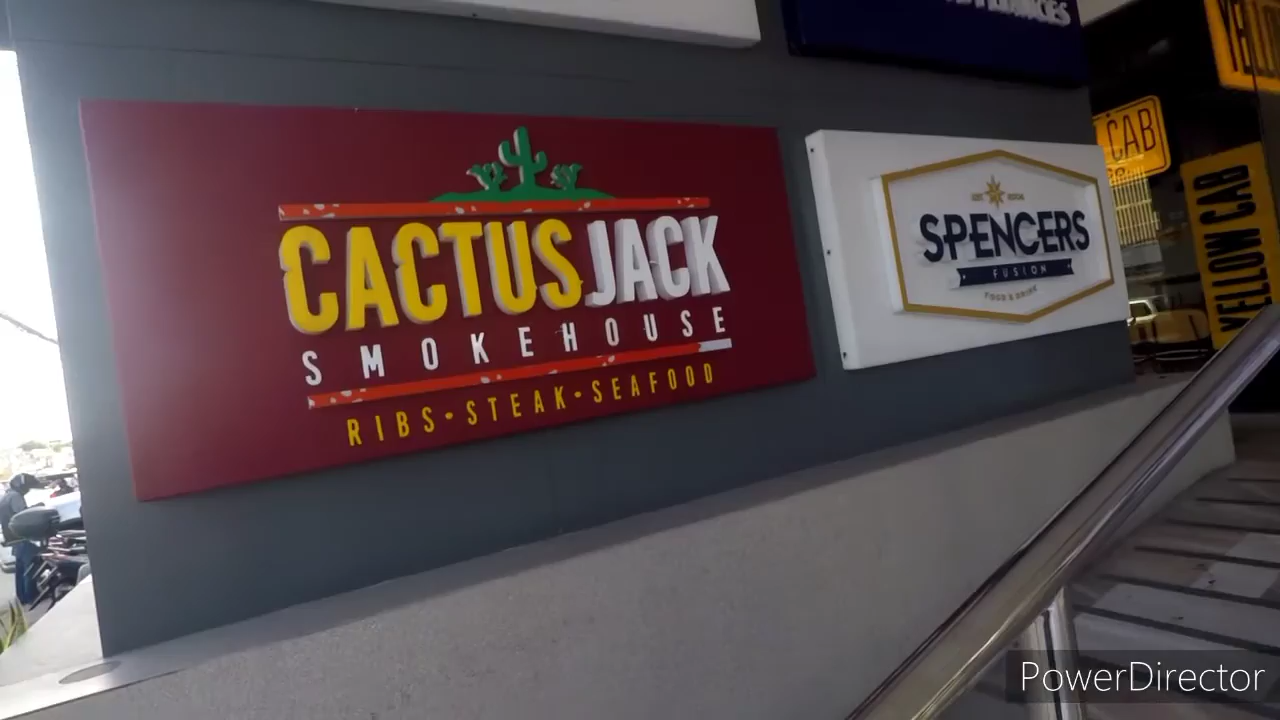 CACTUS JACK
SMOKEHOUSE
RIBS • STEAK • SEAFOOD
SPENCERS
FUSION
FOOD & DRINK
CAB
YELLOW CAB
PowerDirector